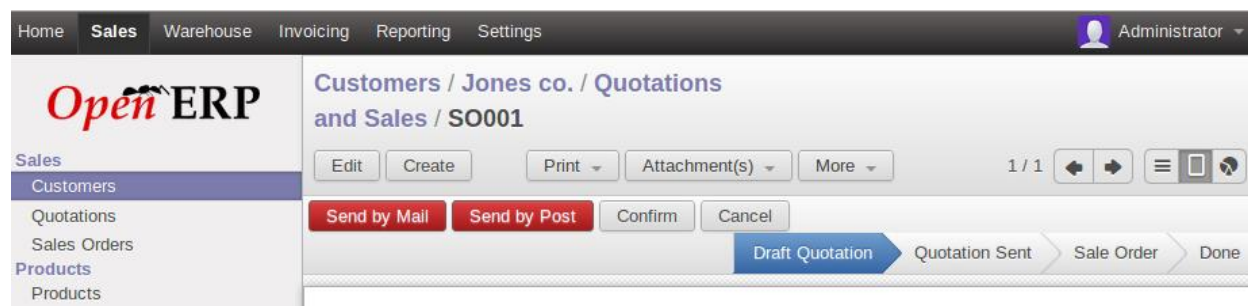 Home Sales Warehouse Invoicing Reporting Settings Administrator
Open ERP
Customers / Jones co. / Quotations
and Sales / SO001
Sales
Edit Create Print Attachment(s) More 1 / 1
Customers
Quotations
Send by Mail Send by Post Confirm Cancel
Sales Orders
Draft Quotation Quotation Sent Sale Order Done
Products
Products